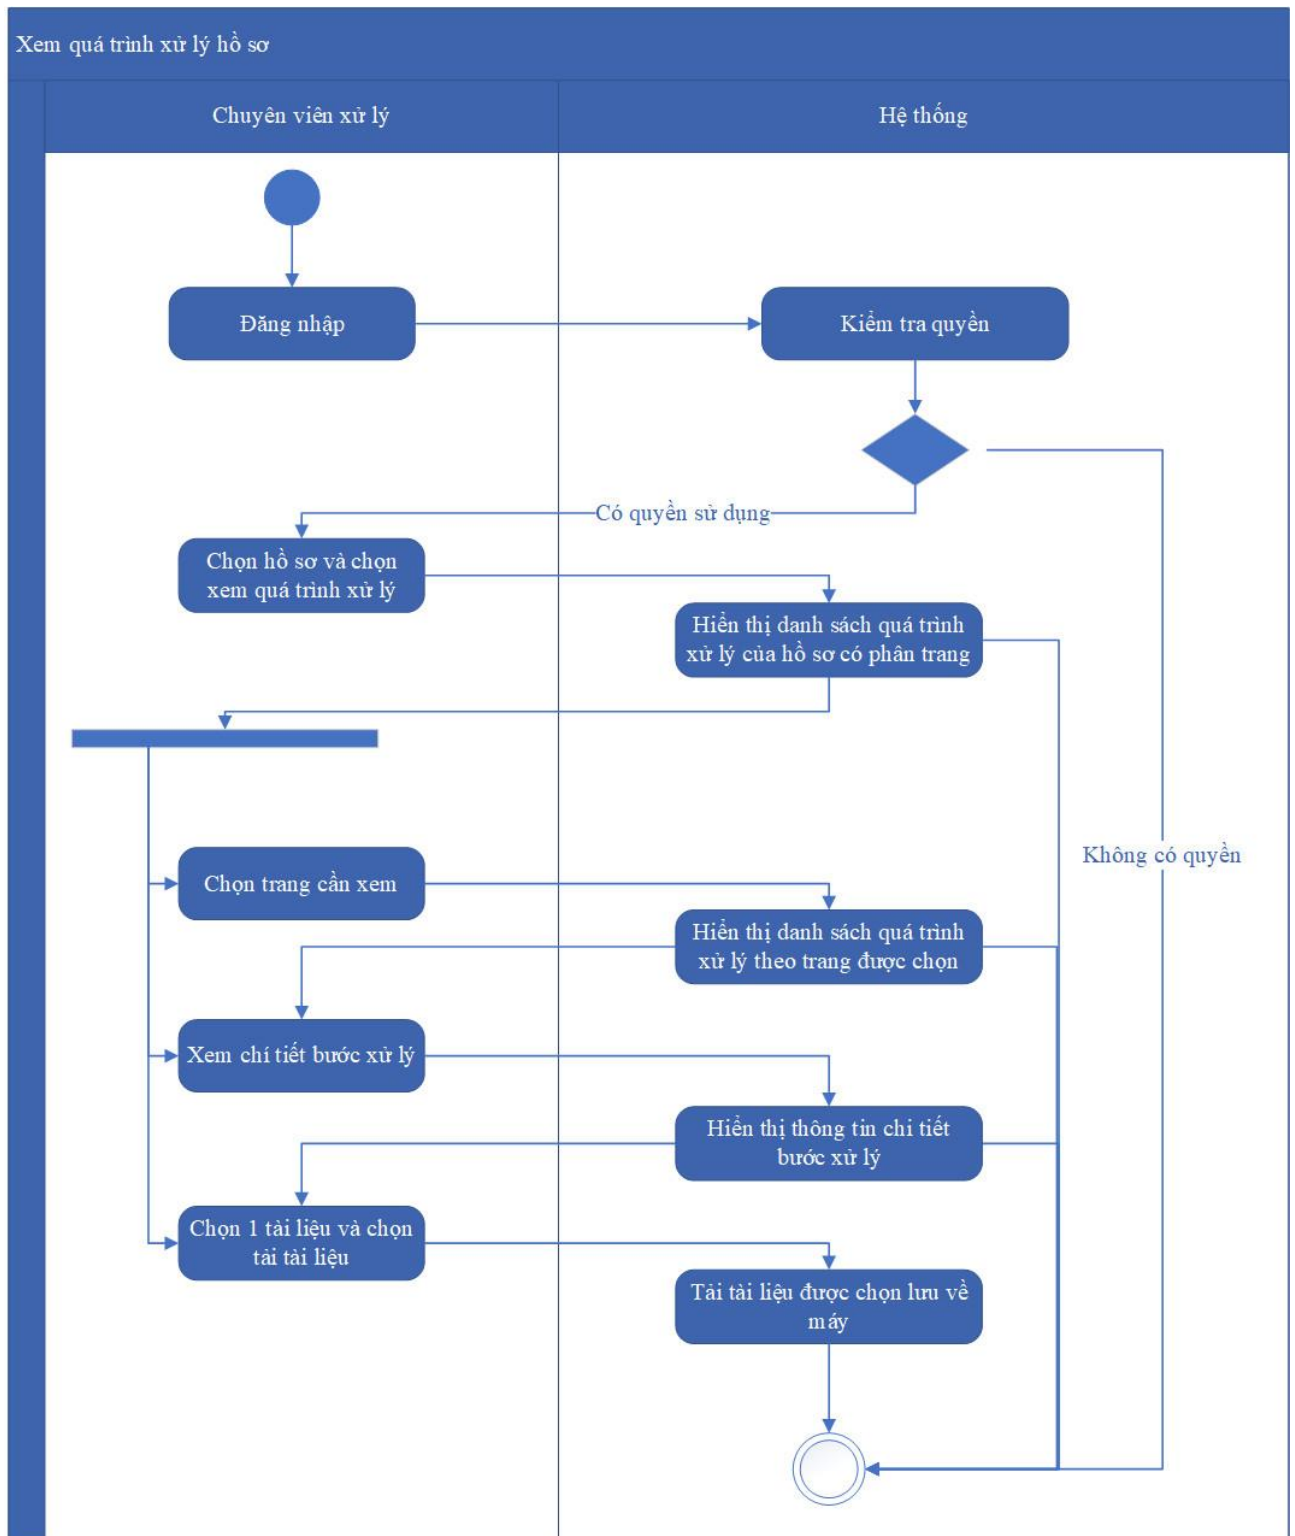 Xem quá trình xử lý hồ sơ
Chuyên viên xử lý
Hệ thống
Đăng nhập
Kiểm tra quyền
Có quyền sử dụng
Chọn hồ sơ và chọn
xem quá trình xử lý
Hiển thị danh sách quá trình
xử lý của hồ sơ có phân trang
Không có quyền
Chọn trang cần xem
Hiển thị danh sách quá trình
xử lý theo trang được chọn
Xem chí tiết bước xử lý
Hiển thị thông tin chi tiết
bước xử lý
Chọn 1 tài liệu và chọn
tải tài liệu
Tải tài liệu được chọn lưu về
máy